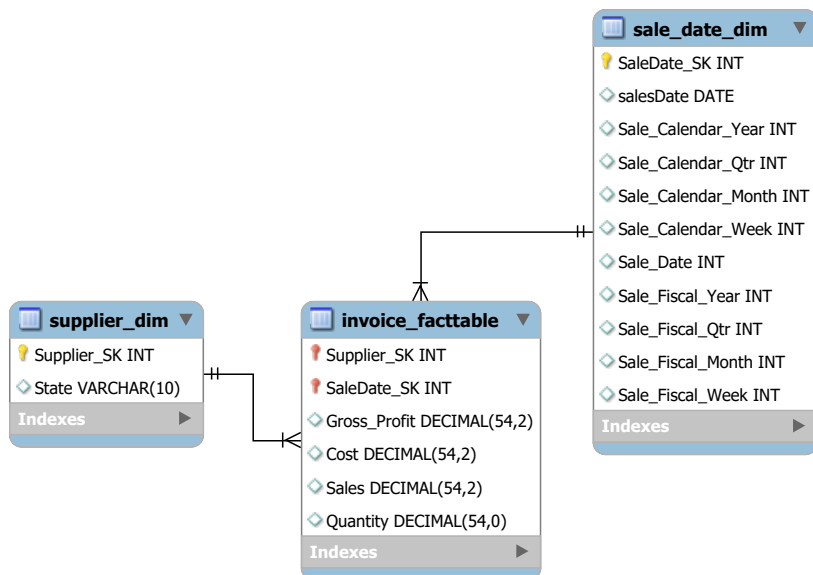 sale_date_dim
SaleDate_SK INT
salesDate DATE
Sale_Calendar_Year INT
Sale_Calendar_Qtr INT
Sale_Calendar_Month INT
Sale_Calendar_Week INT
Sale_Date INT
Sale_Fiscal_Year INT
Sale_Fiscal_Qtr INT
Sale_Fiscal_Month INT
Sale_Fiscal_Week INT
Indexes
supplier_dim
Supplier_SK INT
State VARCHAR(10)
Indexes
invoice_facttable
Supplier_SK INT
SaleDate_SK INT
Gross_Profit DECIMAL(54,2)
Cost DECIMAL(54,2)
Sales DECIMAL(54,2)
Quantity DECIMAL(54,0)
Indexes